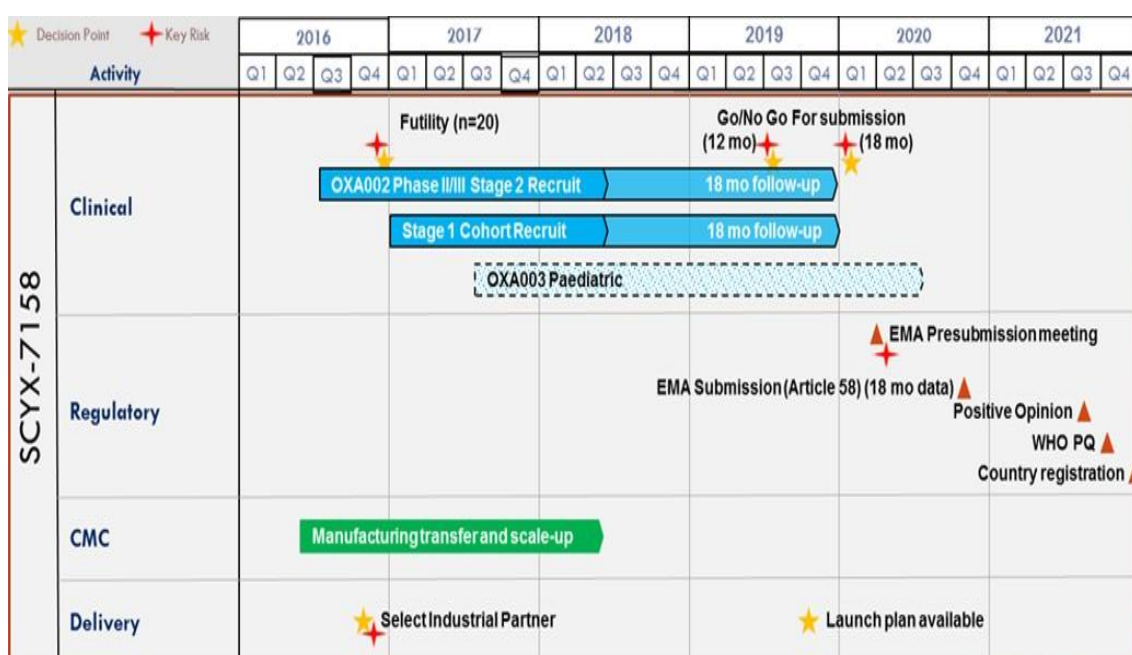 Decision Point Key Risk
2016 2017 2018 2019 2020 2021
Activity Q1 Q2 Q3 Q4 Q1 Q2 Q3 Q4 Q1 Q2 Q3 Q4 Q1 Q2 Q3 Q4 Q1 Q2 Q3 Q4 Q1 Q2 Q3 Q4
SCYX-7158
Clinical
Futility (n=20)
Go/No Go For submission
(12 mo) (18 mo)
OXA002 Phase II/III Stage 2 Recruit 18 mo follow-up
Stage 1 Cohort Recruit 18 mo follow-up
OXA003 Paediatric
Regulatory
EMA Presubmission meeting
EMA Submission (Article 58) (18 mo data)
Positive Opinion
WHO PQ
Country registration
CMC
Manufacturing transfer and scale-up
Delivery
Select Industrial Partner
Launch plan available